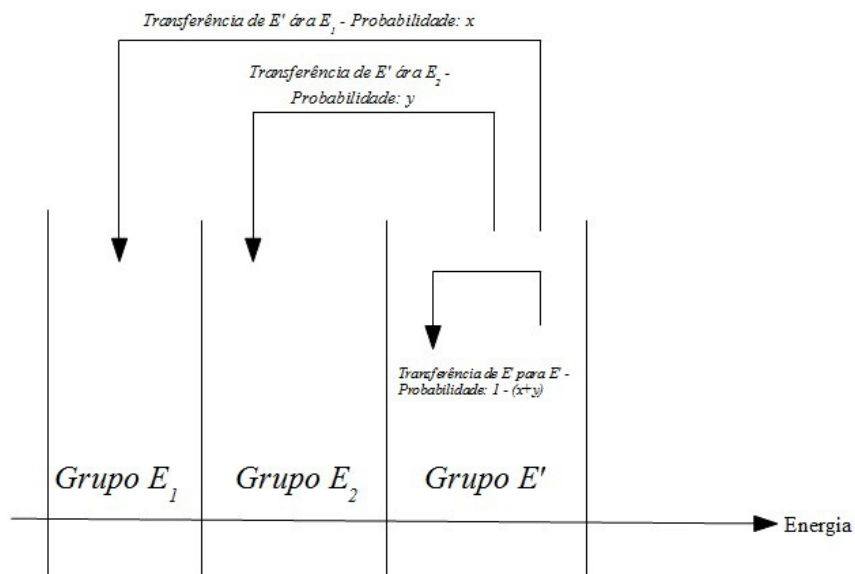 Transferência de E' ára E1 - Probabilidade: x
Transferência de E' ára E2 -
Probabilidade: y
Transferência de E' para E' -
Probabilidade: 1 - (x+y)
Grupo E1
Grupo E2
Grupo E'
Energia